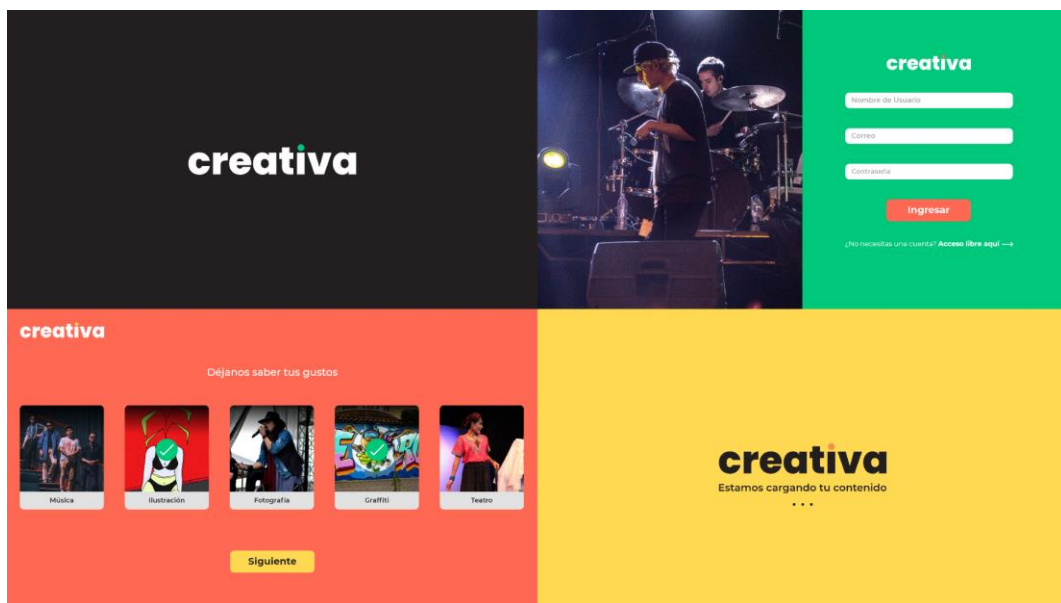 creativa
creativa
Nombre de Usuario
Correo
Contraseña
Ingresar
¿No necesitas una cuenta? Acceso libre aquí →
creativa
Déjanos saber tus gustos
Música
Ilustración
Fotografía
Graffiti
Teatro
Siguiente
creativa
Estamos cargando tu contenido
...